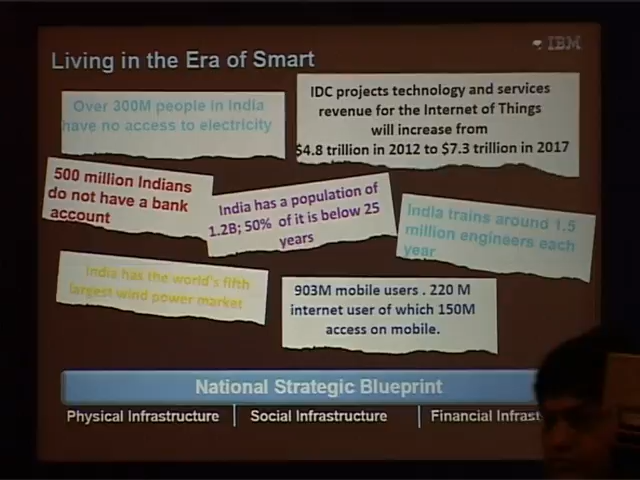 Living in the Era of Smart
IBM
Over 300M people in India
have no access to electricity
IDC projects technology and services
revenue for the Internet of Things
will increase from
$4.8 trillion in 2012 to $7.3 trillion in 2017
500 million Indians
do not have a bank
account
India has a population of
1.2B; 50% of it is below 25
years
India trains around 1.5
million engineers each
year
India has the world's fifth
largest wind power market
903M mobile users . 220 M
internet user of which 150M
access on mobile.
National Strategic Blueprint
Physical Infrastructure
Social Infrastructure
Financial Infrast